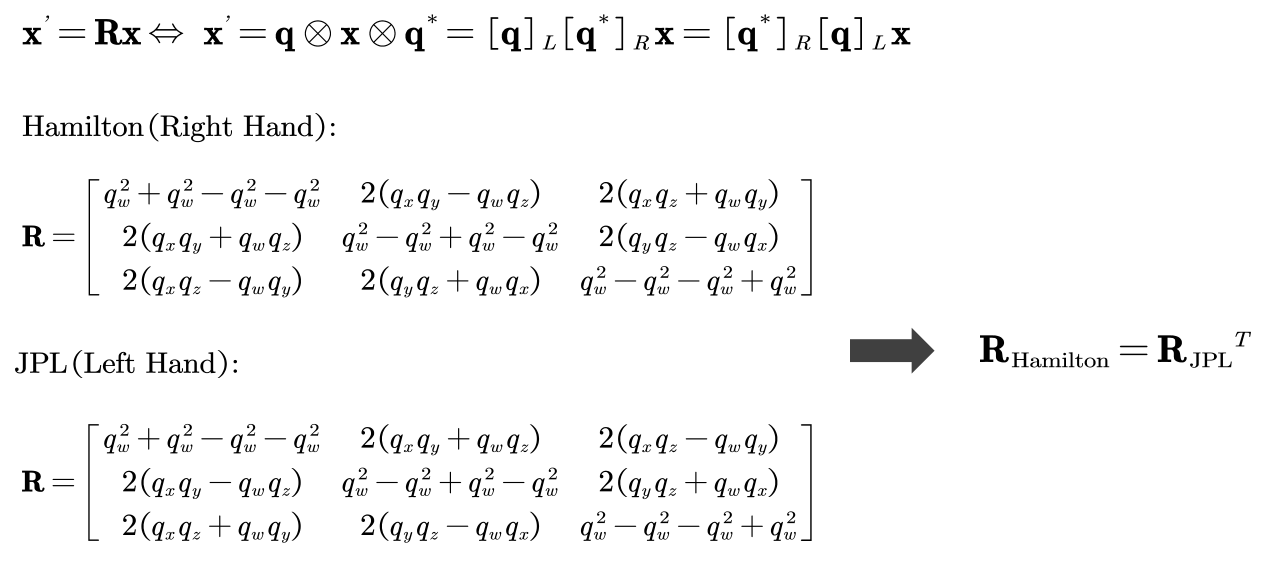 x' = Rx ⇔ x' = q ⊗ x ⊗ q* = [q]_L [q*]_R x = [q*]_R [q]_L x
Hamilton(Right Hand):
R = [ q_w^2 + q_w^2 − q_w^2 − q_w^2   2(q_x q_y − q_w q_z)   2(q_x q_z + q_w q_y)
2(q_x q_y + q_w q_z)   q_w^2 − q_w^2 + q_w^2 − q_w^2   2(q_y q_z − q_w q_x)
2(q_x q_z − q_w q_y)   2(q_y q_z + q_w q_x)   q_w^2 − q_w^2 − q_w^2 + q_w^2 ]
JPL(Left Hand):
R_Hamilton = R_JPL^T
R = [ q_w^2 + q_w^2 − q_w^2 − q_w^2   2(q_x q_y + q_w q_z)   2(q_x q_z − q_w q_y)
2(q_x q_y − q_w q_z)   q_w^2 − q_w^2 + q_w^2 − q_w^2   2(q_y q_z + q_w q_x)
2(q_x q_z + q_w q_y)   2(q_y q_z − q_w q_x)   q_w^2 − q_w^2 − q_w^2 + q_w^2 ]